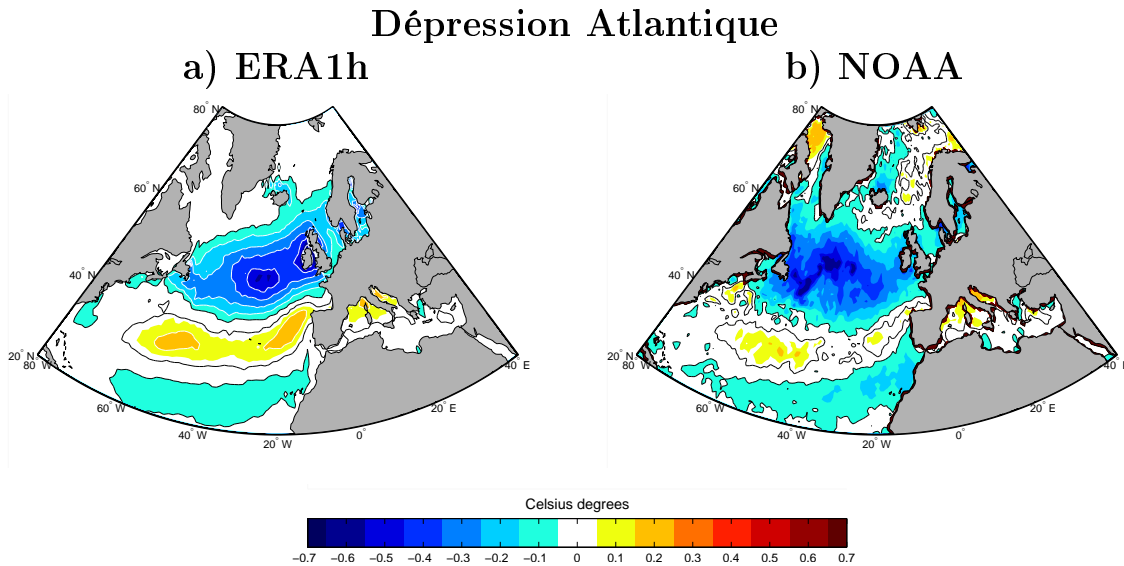 Dépression Atlantique
a) ERA1h
b) NOAA
80° N
60° N
40° N
20° N
80° W
60° W
40° W
20° W
0°
20° E
40° E
80° N
60° N
40° N
20° N
80° W
60° W
40° W
20° W
0°
20° E
40°
Celsius degrees
−0.7 −0.6 −0.5 −0.4 −0.3 −0.2 −0.1 0 0.1 0.2 0.3 0.4 0.5 0.6 0.7